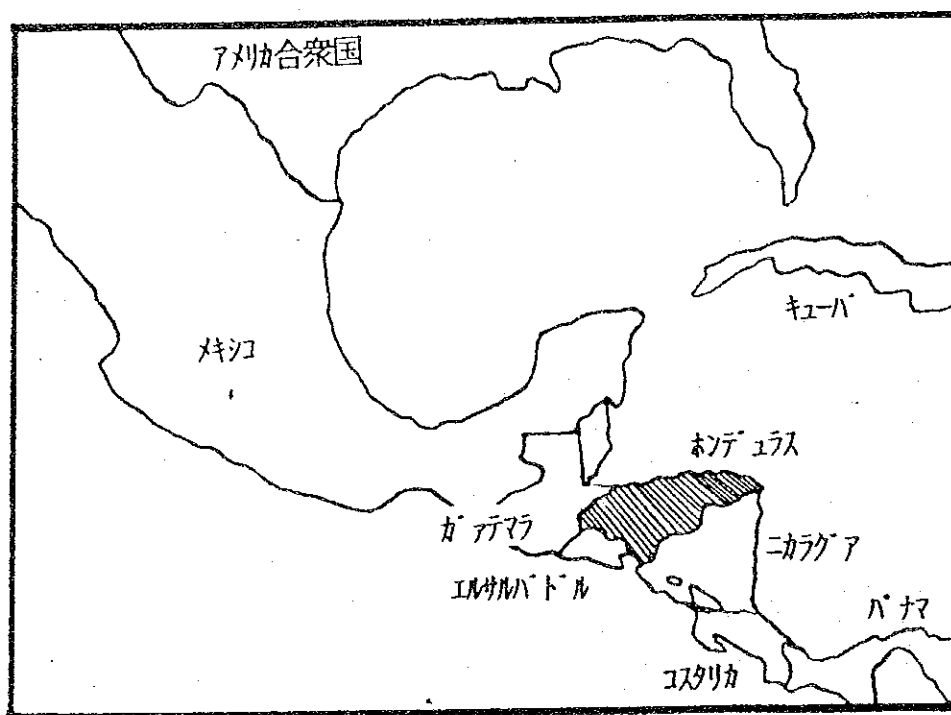 アメリカ合衆国
キューバ
メキシコ
ホンデュラス
ガァテマラ
ニカラグア
エルサルバドル
パナマ
コスタリカ